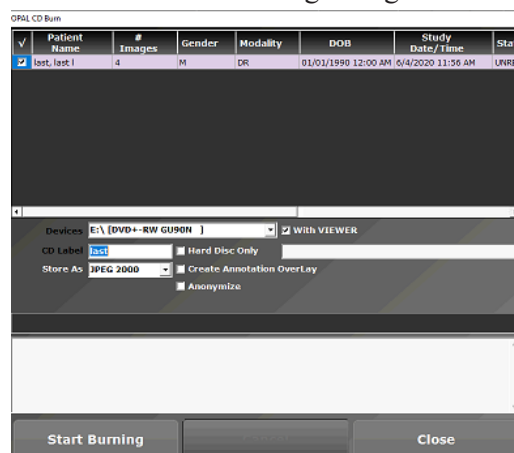 OPAL CD Burn
√ Patient Name # Images Gender Modality DOB Study Date/Time Sta
last, last l 4 M DR 01/01/1990 12:00 AM 6/4/2020 11:56 AM UNRE
Devices E:\ [DVD+-RW GU90N ] With VIEWER
CD Label last Hard Disc Only
Store As JPEG 2000 Create Annotation OverLay
Anonymize
Start Burning Close